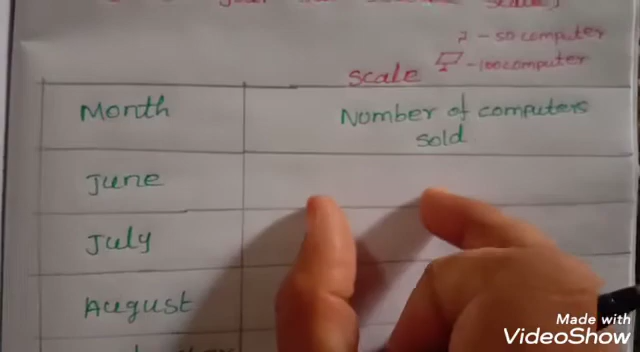 - 50 computer
scale - 100 computer
Month Number of computers
sold
June
July
August
Made with
VideoShow